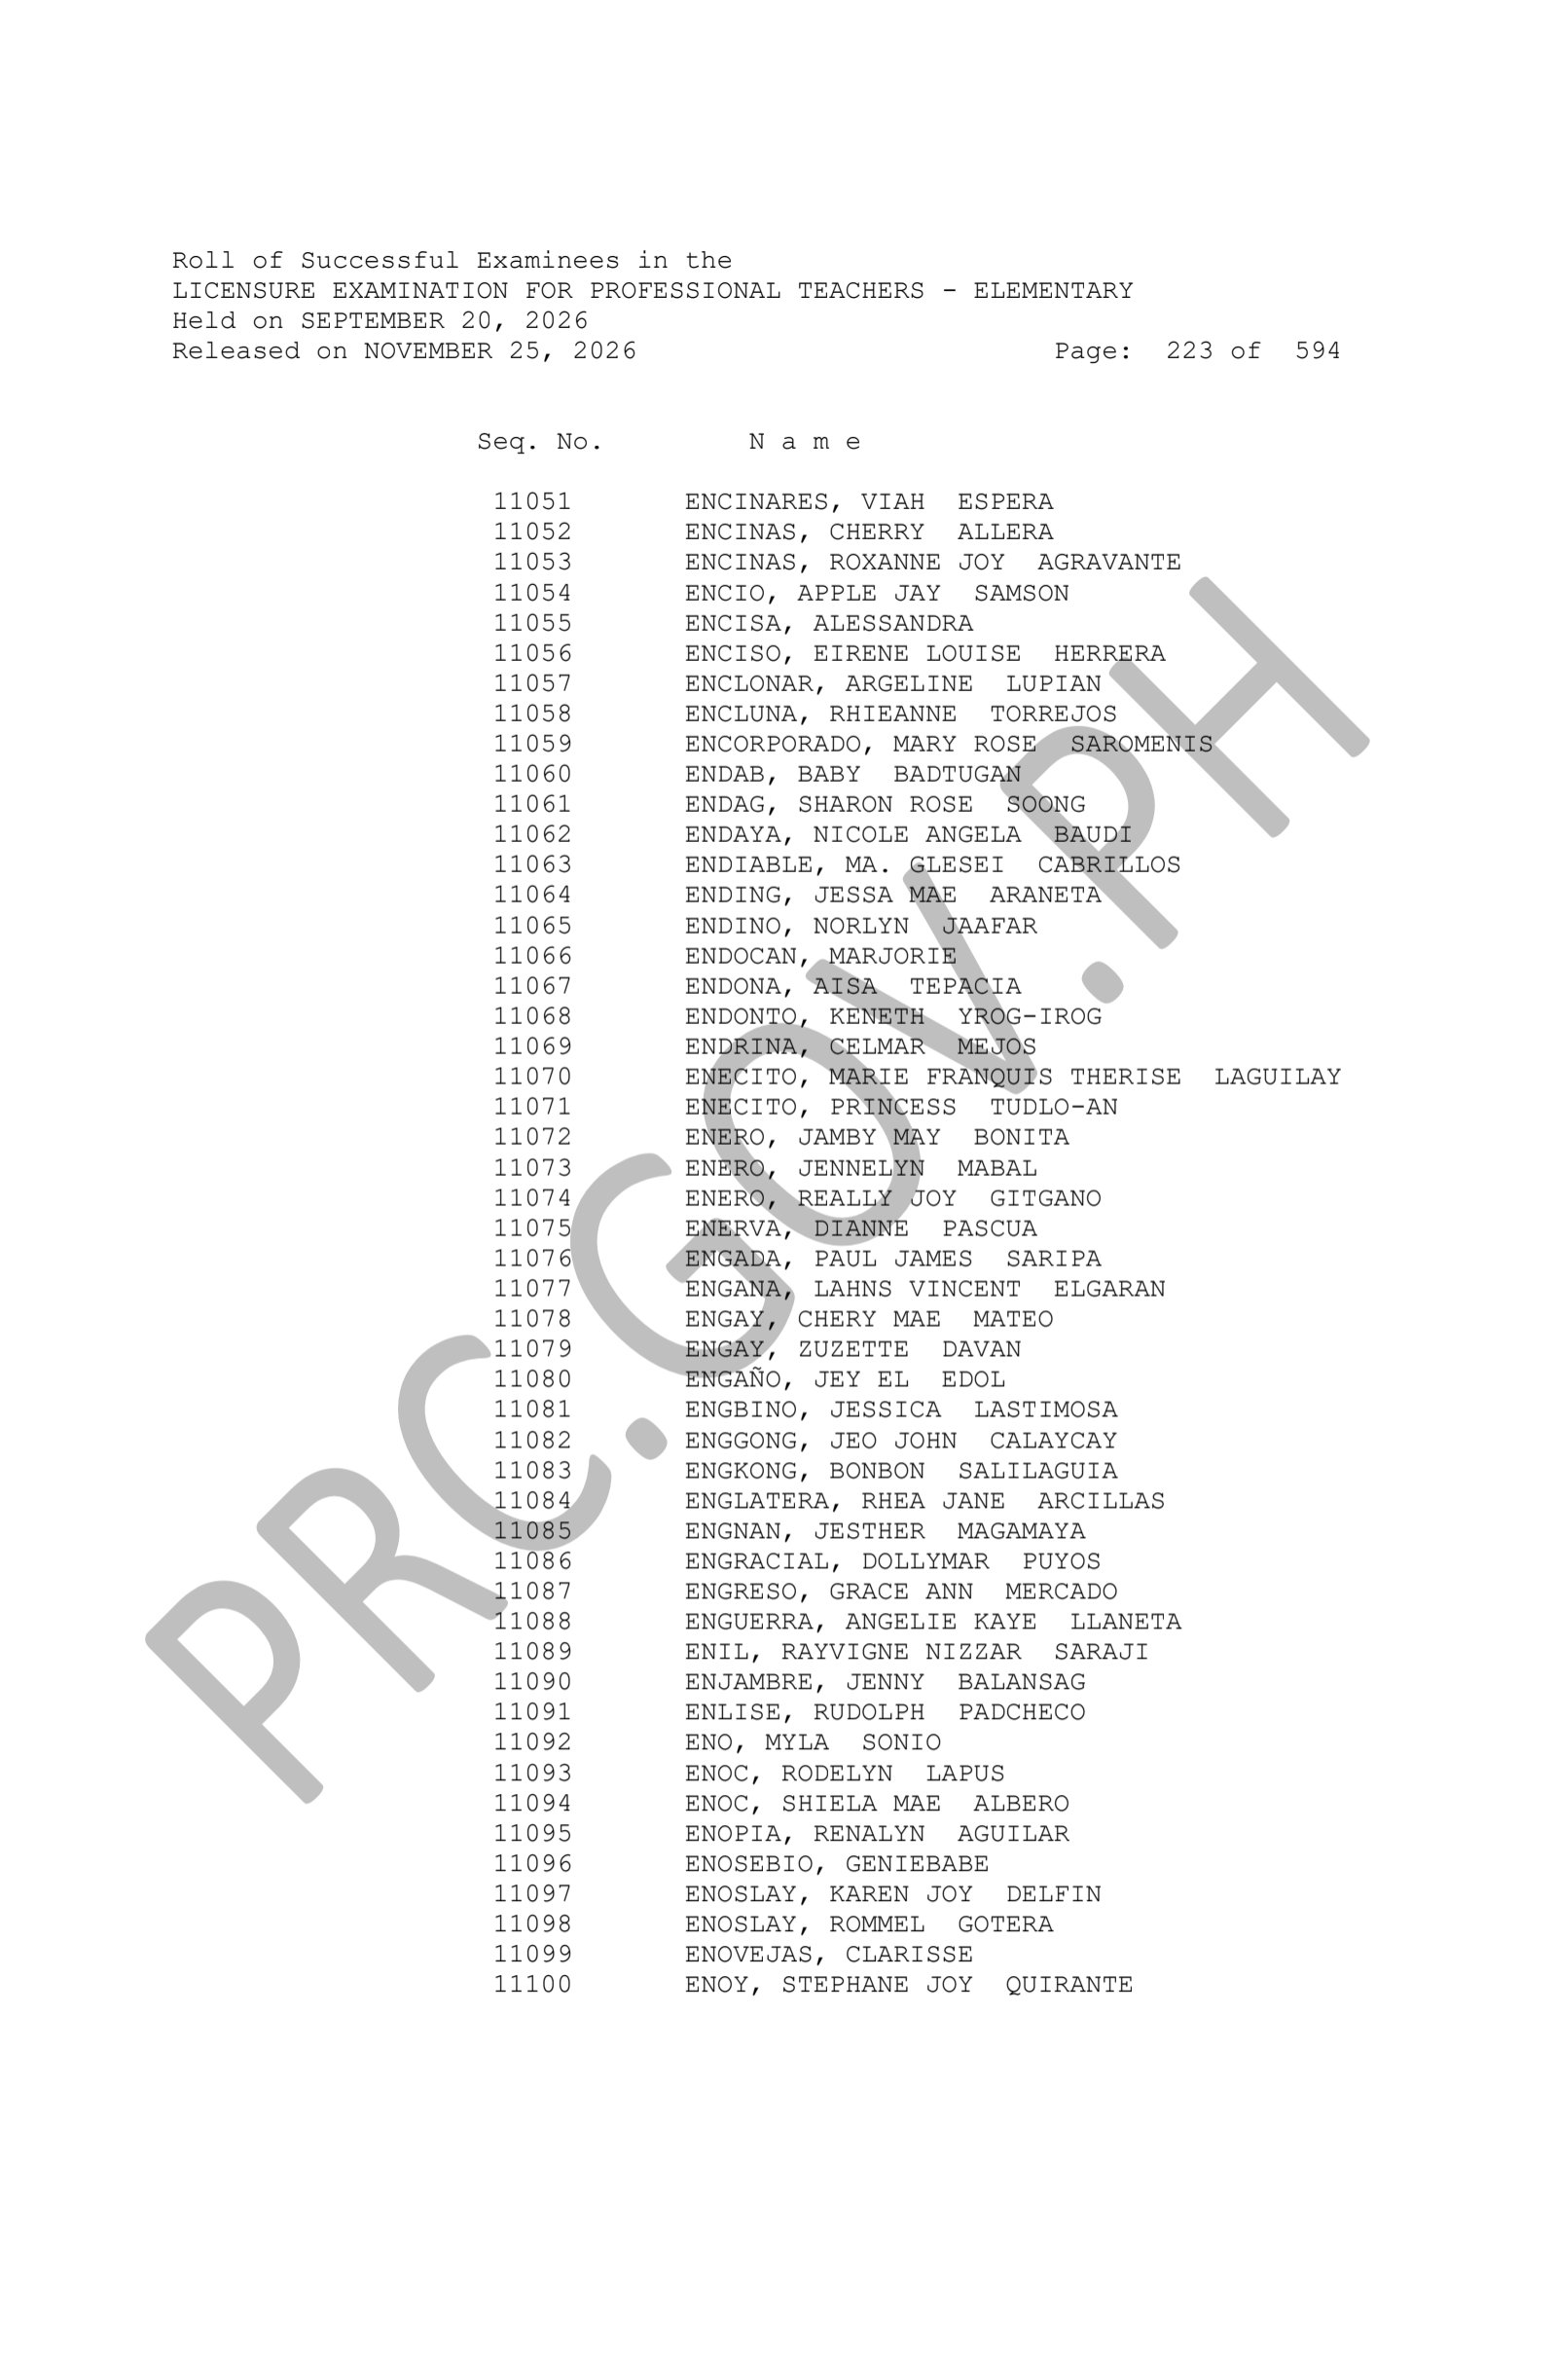 Roll of Successful Examinees in the
LICENSURE EXAMINATION FOR PROFESSIONAL TEACHERS - ELEMENTARY
Held on SEPTEMBER 20, 2026
Released on NOVEMBER 25, 2026 Page: 223 of 594
Seq. No. N a m e
11051 ENCINARES, VIAH ESPERA
11052 ENCINAS, CHERRY ALLERA
11053 ENCINAS, ROXANNE JOY AGRAVANTE
11054 ENCIO, APPLE JAY SAMSON
11055 ENCISA, ALESSANDRA
11056 ENCISO, EIRENE LOUISE HERRERA
11057 ENCLONAR, ARGELINE LUPIAN
11058 ENCLUNA, RHIEANNE TORREJOS
11059 ENCORPORADO, MARY ROSE SAROMENIS
11060 ENDAB, BABY BADTUGAN
11061 ENDAG, SHARON ROSE SOONG
11062 ENDAYA, NICOLE ANGELA BAUDI
11063 ENDIABLE, MA. GLESEI CABRILLOS
11064 ENDING, JESSA MAE ARANETA
11065 ENDINO, NORLYN JAAFAR
11066 ENDOCAN, MARJORIE
11067 ENDONA, AISA TEPACIA
11068 ENDONTO, KENETH YROG-IROG
11069 ENDRINA, CELMAR MEJOS
11070 ENECITO, MARIE FRANQUIS THERISE LAGUILAY
11071 ENECITO, PRINCESS TUDLO-AN
11072 ENERO, JAMBY MAY BONITA
11073 ENERO, JENNELYN MABAL
11074 ENERO, REALLY JOY GITGANO
11075 ENERVA, DIANNE PASCUA
11076 ENGADA, PAUL JAMES SARIPA
11077 ENGANA, LAHNS VINCENT ELGARAN
11078 ENGAY, CHERY MAE MATEO
11079 ENGAY, ZUZETTE DAVAN
11080 ENGAÑO, JEY EL EDOL
11081 ENGBINO, JESSICA LASTIMOSA
11082 ENGGONG, JEO JOHN CALAYCAY
11083 ENGKONG, BONBON SALILAGUIA
11084 ENGLATERA, RHEA JANE ARCILLAS
11085 ENGNAN, JESTHER MAGAMAYA
11086 ENGRACIAL, DOLLYMAR PUYOS
11087 ENGRESO, GRACE ANN MERCADO
11088 ENGUERRA, ANGELIE KAYE LLANETA
11089 ENIL, RAYVIGNE NIZZAR SARAJI
11090 ENJAMBRE, JENNY BALANSAG
11091 ENLISE, RUDOLPH PADCHECO
11092 ENO, MYLA SONIO
11093 ENOC, RODELYN LAPUS
11094 ENOC, SHIELA MAE ALBERO
11095 ENOPIA, RENALYN AGUILAR
11096 ENOSEBIO, GENIEBABE
11097 ENOSLAY, KAREN JOY DELFIN
11098 ENOSLAY, ROMMEL GOTERA
11099 ENOVEJAS, CLARISSE
11100 ENOY, STEPHANE JOY QUIRANTE
PRC.GOV.PH